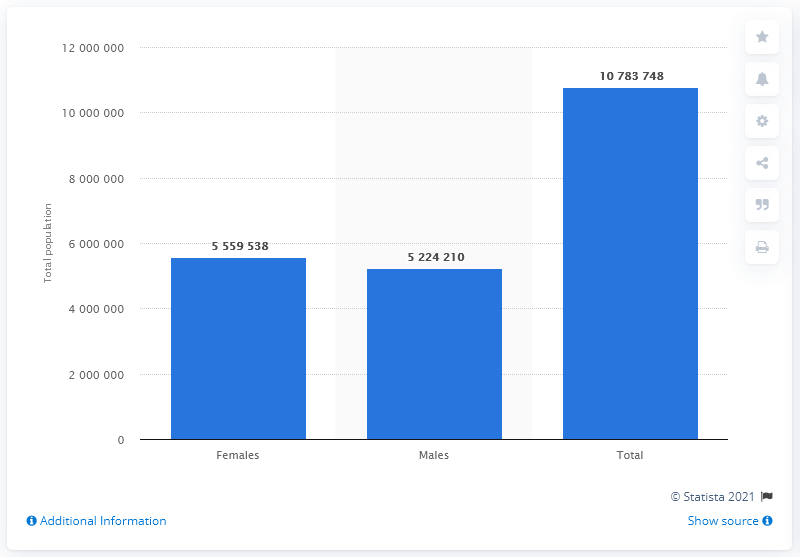 12 000 000
10 783 748
10 000 000
8 000 000
Total population
6 000 000
5 559 538
5 224 210
4 000 000
2 000 000
0
Females Males Total
© Statista 2021
Additional Information Show source